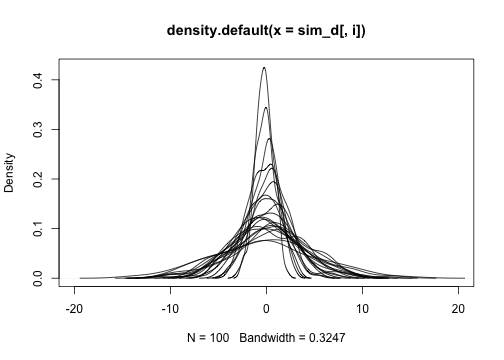 density.default(x = sim_d[, i])
0.4
0.3
0.2
0.1
0.0
Density
-20 -10 0 10 20
N = 100 Bandwidth = 0.3247